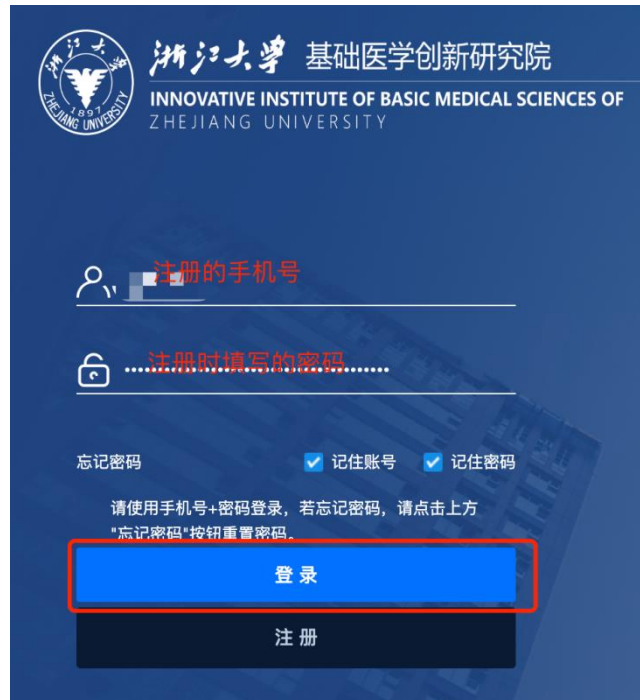 浙江大學 基础医学创新研究院
INNOVATIVE INSTITUTE OF BASIC MEDICAL SCIENCES OF
ZHEJIANG UNIVERSITY
1897
ZHEJIANG UNIVERSITY
注册的手机号
注册时填写的密码
忘记密码 记住账号 记住密码
请使用手机号+密码登录，若忘记密码，请点击上方
"忘记密码"按钮重置密码。
登录
注册